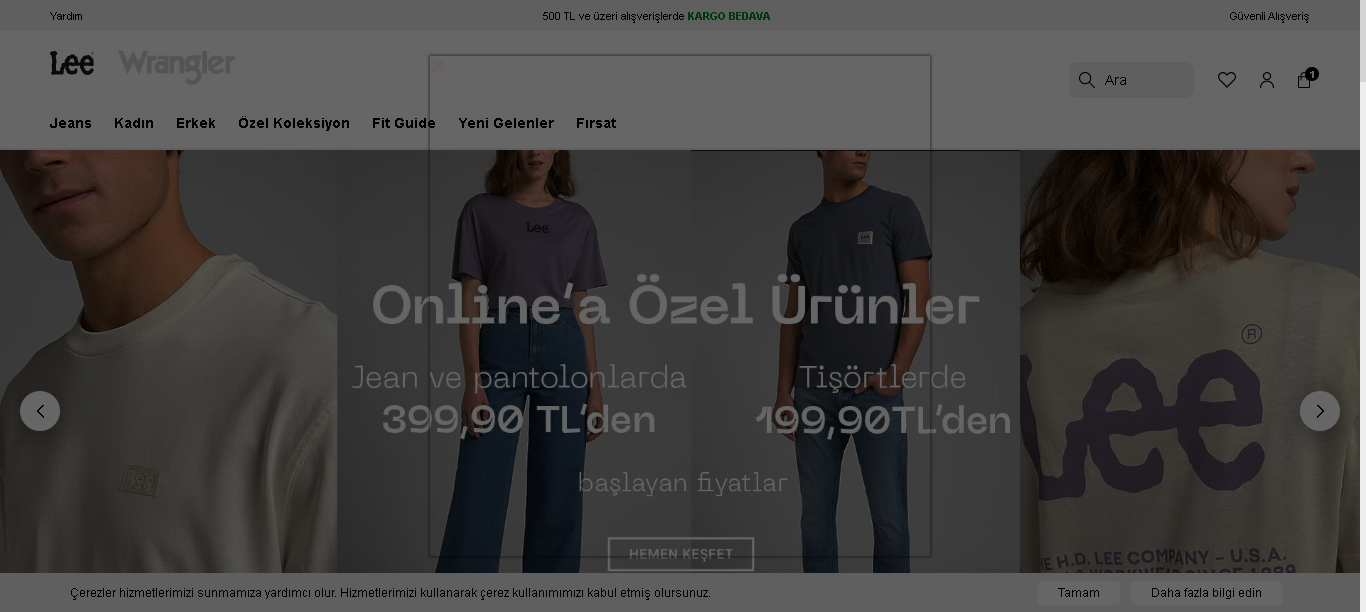 Yardım
500 TL ve üzeri alışverişlerde KARGO BEDAVA
Güvenli Alışveriş
Lee Wrangler
Ara
1
Jeans Kadın Erkek Özel Koleksiyon Fit Guide Yeni Gelenler Fırsat
Lee
Lee
Online'a Özel Ürünler
Jean ve pantolonlarda
399,90 TL'den
Tişörtlerde
199,90TL'den
Lee
başlayan fiyatlar
HEMEN KEŞFET
Lee ®
THE H.D. LEE COMPANY – U.S.A.
Çerezler hizmetlerimizi sunmamıza yardımcı olur. Hizmetlerimizi kullanarak çerez kullanımımızı kabul etmiş olursunuz.
Tamam
Daha fazla bilgi edin